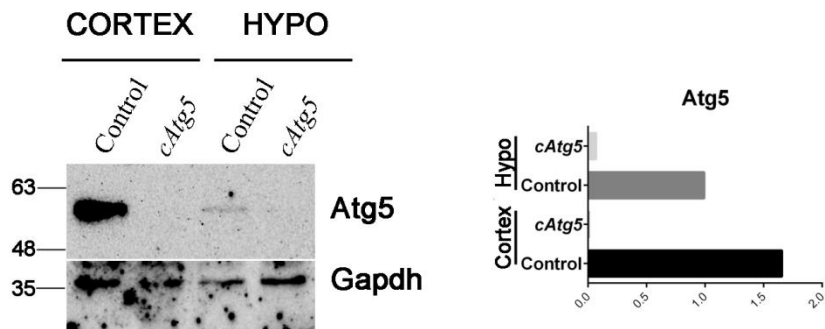 CORTEX HYPO
Control cAtg5 Control cAtg5
63
Atg5
48
35
Gapdh
Atg5
Hypo
cAtg5
Control
Cortex
cAtg5
Control
0.0 0.5 1.0 1.5 2.0